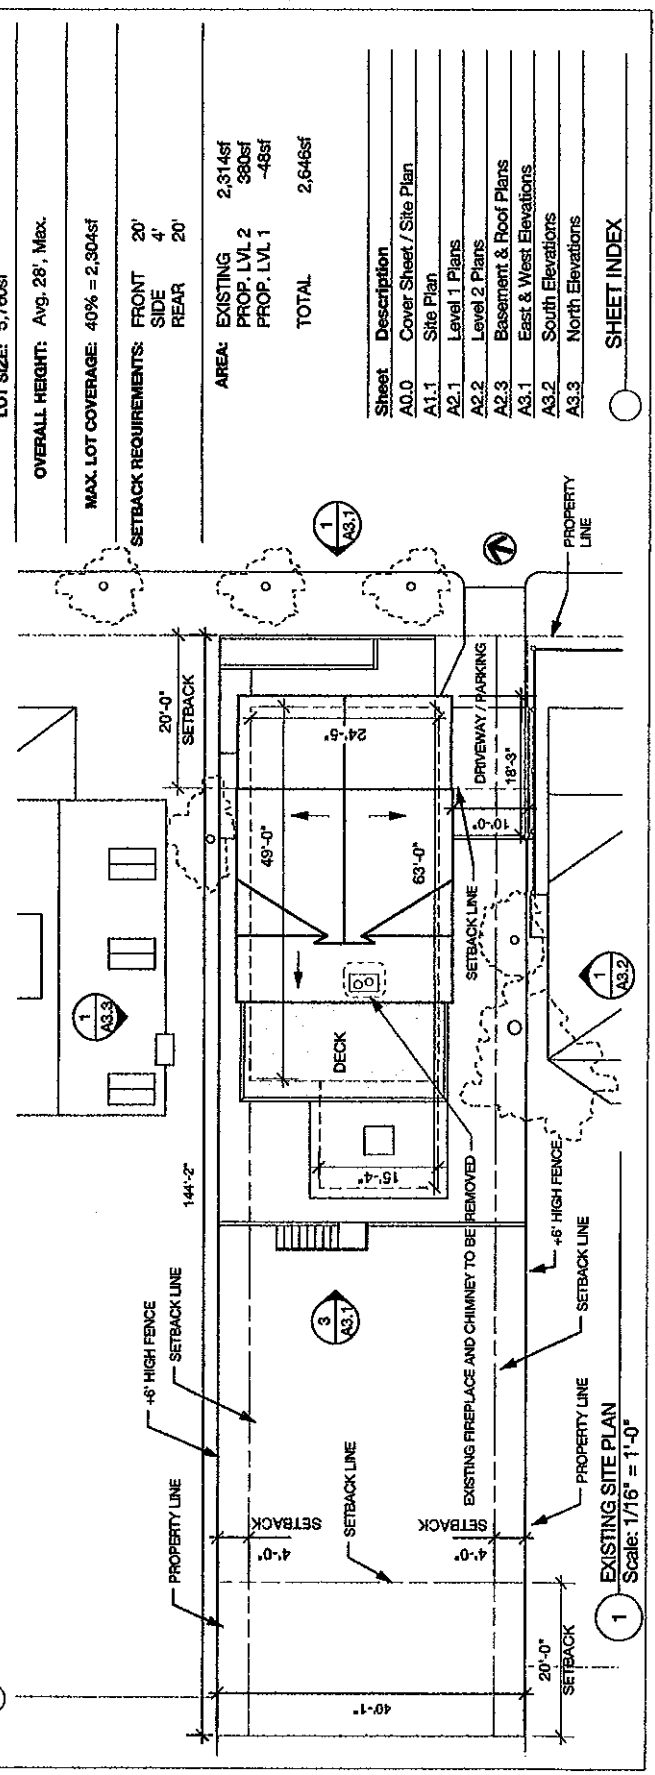 OVERALL HEIGHT: Avg. 28', Max.
MAX. LOT COVERAGE: 40% = 2,304sf
SETBACK REQUIREMENTS: FRONT 20'
SIDE 4'
REAR 20'
AREA: EXISTING 2,314sf
PROP. LVL 2 380sf
PROP. LVL 1 -48sf
TOTAL 2,646sf
Sheet Description
A0.0 Cover Sheet / Site Plan
A1.1 Site Plan
A2.1 Level 1 Plans
A2.2 Level 2 Plans
A2.3 Basement & Roof Plans
A3.1 East & West Elevations
A3.2 South Elevations
A3.3 North Elevations
SHEET INDEX
1
A3.3
144'-2"
20'-0"
SETBACK
1
A3.1
+6' HIGH FENCE
SETBACK LINE
PROPERTY LINE
4'-0"
SETBACK
SETBACK LINE
3
A3.1
49'-0"
24'-5"
63'-0"
DECK
15'-4"
DRIVEWAY / PARKING
18'-3"
10'-0"
SETBACK LINE
PROPERTY
LINE
EXISTING FIREPLACE AND CHIMNEY TO BE REMOVED
4'-0"
SETBACK
40'-1"
20'-0"
SETBACK
+6' HIGH FENCE
SETBACK LINE
PROPERTY LINE
1
A3.2
1
EXISTING SITE PLAN
Scale: 1/16" = 1'-0"